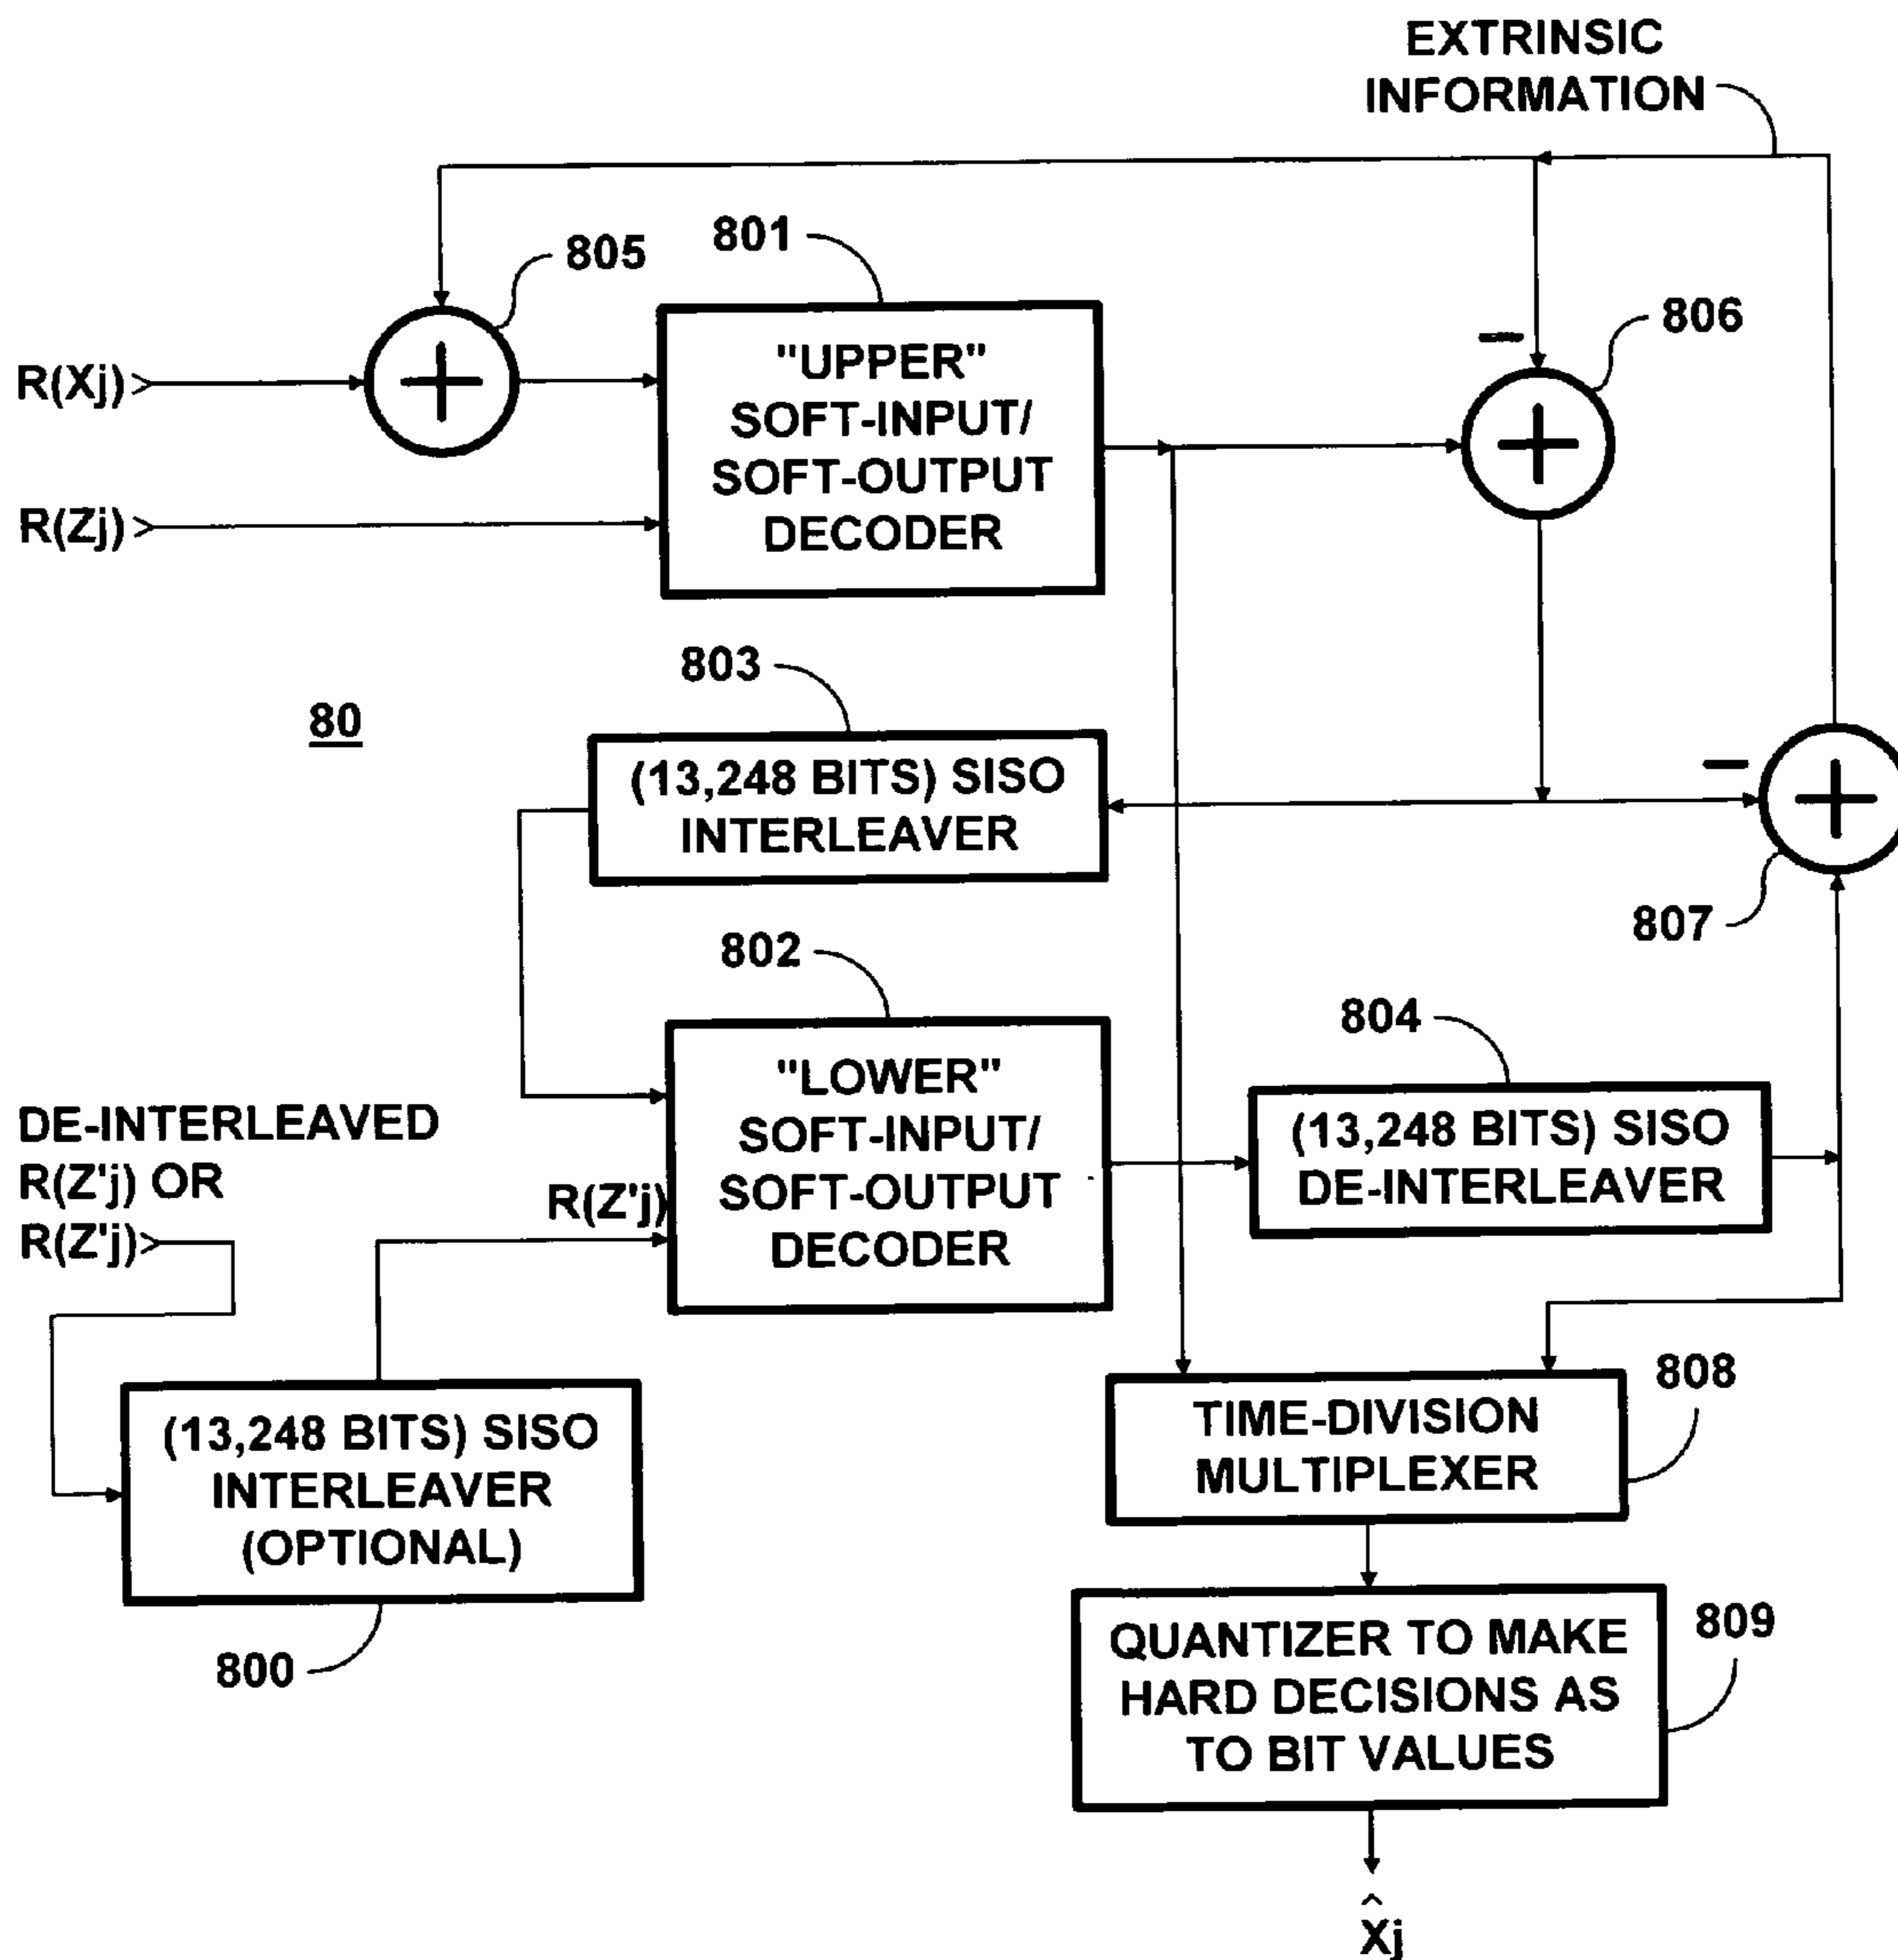 EXTRINSIC
INFORMATION
805
801
806
R(Xj)
"UPPER"
SOFT-INPUT/
SOFT-OUTPUT
DECODER
R(Zj)
803
80
(13,248 BITS) SISO
INTERLEAVER
807
802
804
"LOWER"
SOFT-INPUT/
SOFT-OUTPUT
DECODER
(13,248 BITS) SISO
DE-INTERLEAVER
DE-INTERLEAVED
R(Z'j) OR
R(Z'j)
R(Z'j)
808
TIME-DIVISION
MULTIPLEXER
(13,248 BITS) SISO
INTERLEAVER
(OPTIONAL)
800
809
QUANTIZER TO MAKE
HARD DECISIONS AS
TO BIT VALUES
X̂j